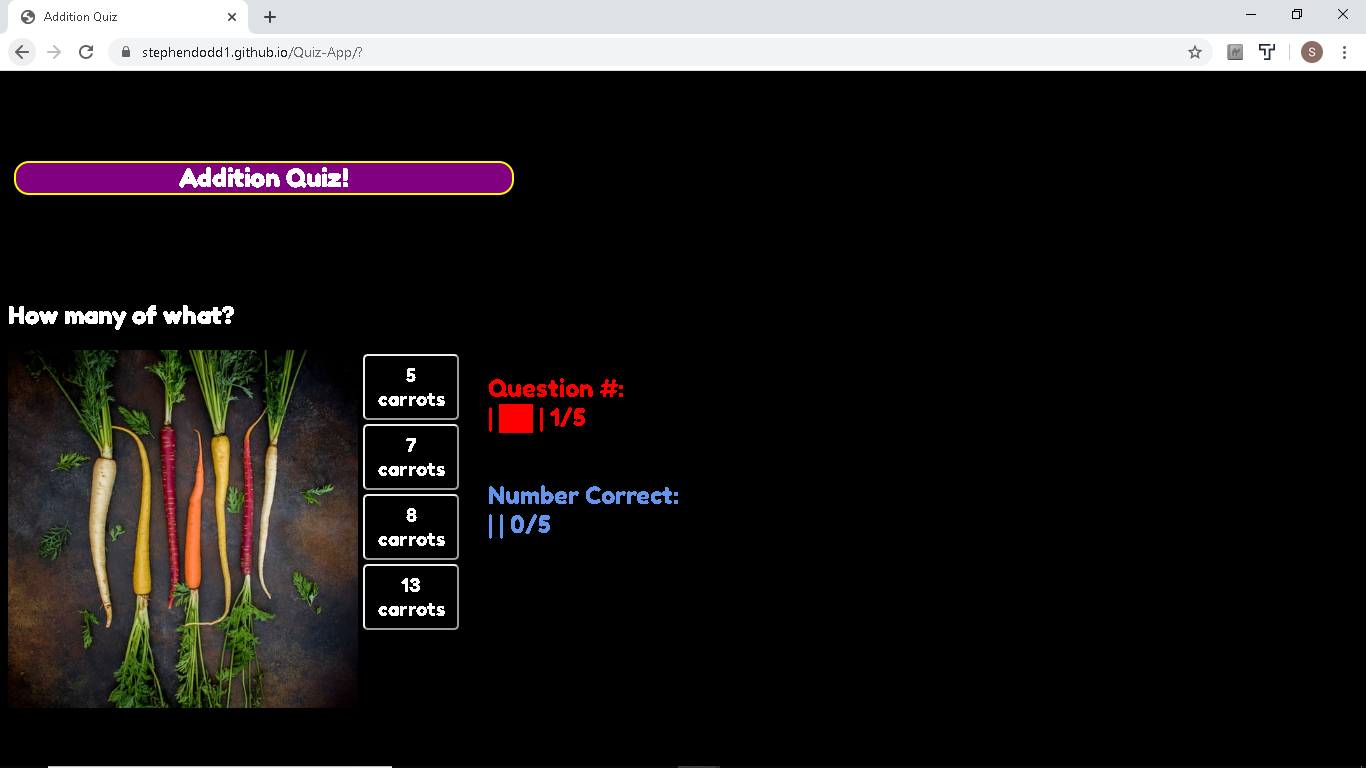 Addition Quiz
stephendodd1.github.io/Quiz-App/?
S
Addition Quiz!
How many of what?
5
carrots
7
carrots
8
carrots
13
carrots
Question #:
| | 1/5
Number Correct:
| | 0/5